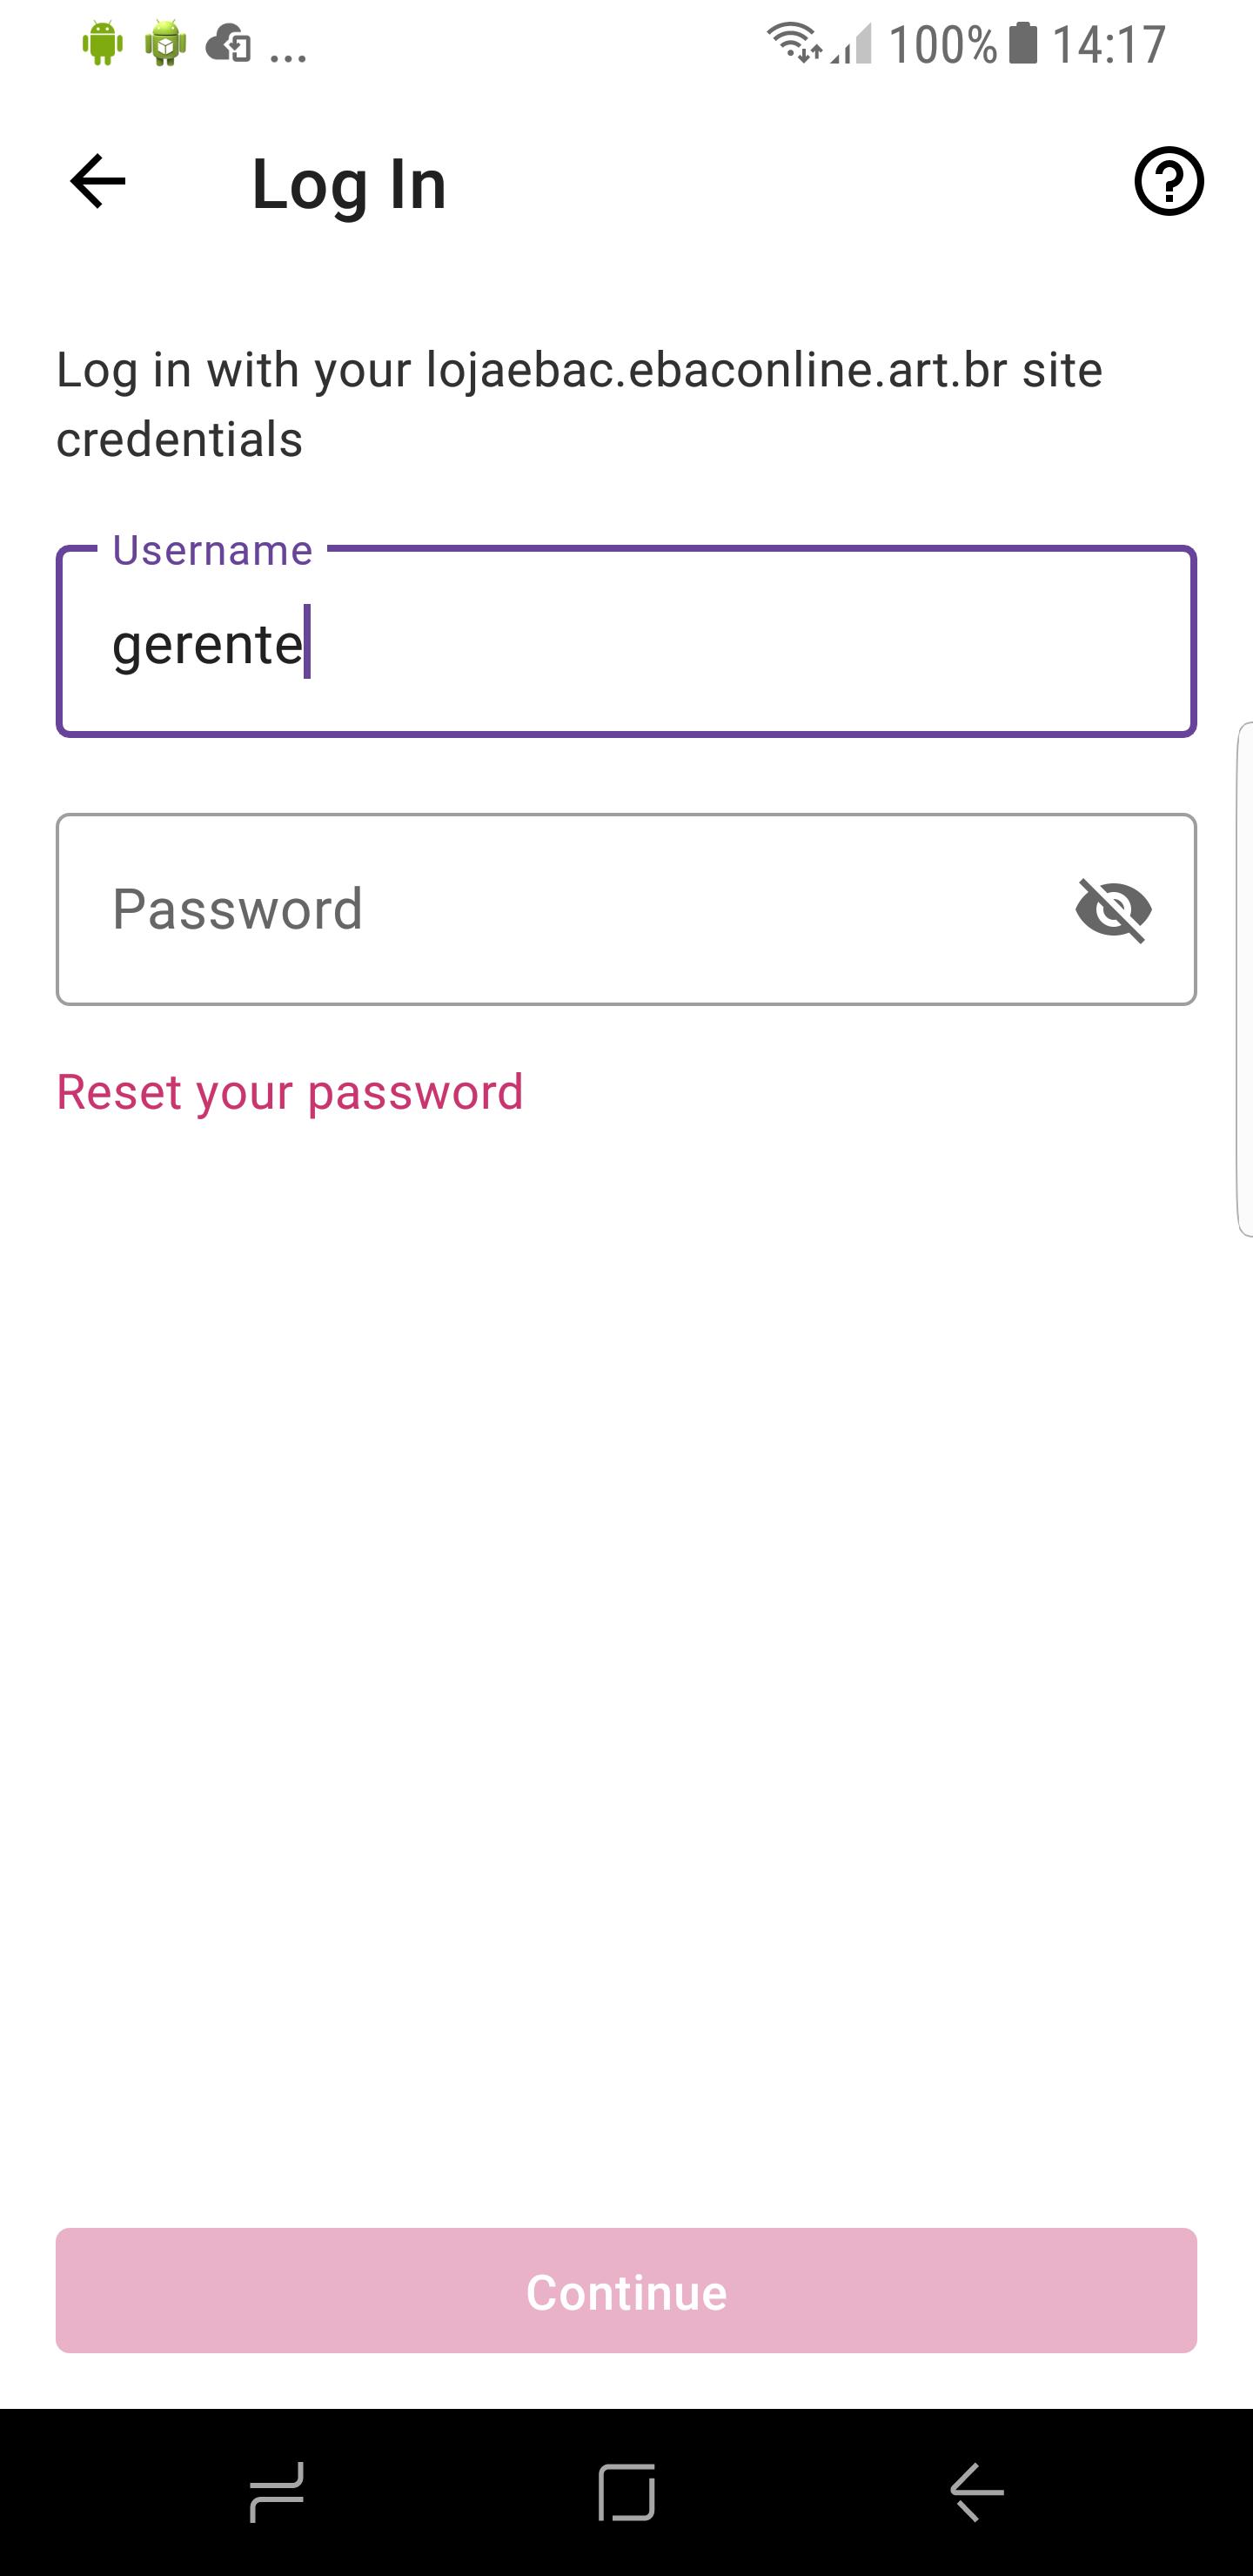 ... 100% 14:17
Log In
Log in with your lojaebac.ebaconline.art.br site
credentials
Username
gerente
Password
Reset your password
Continue